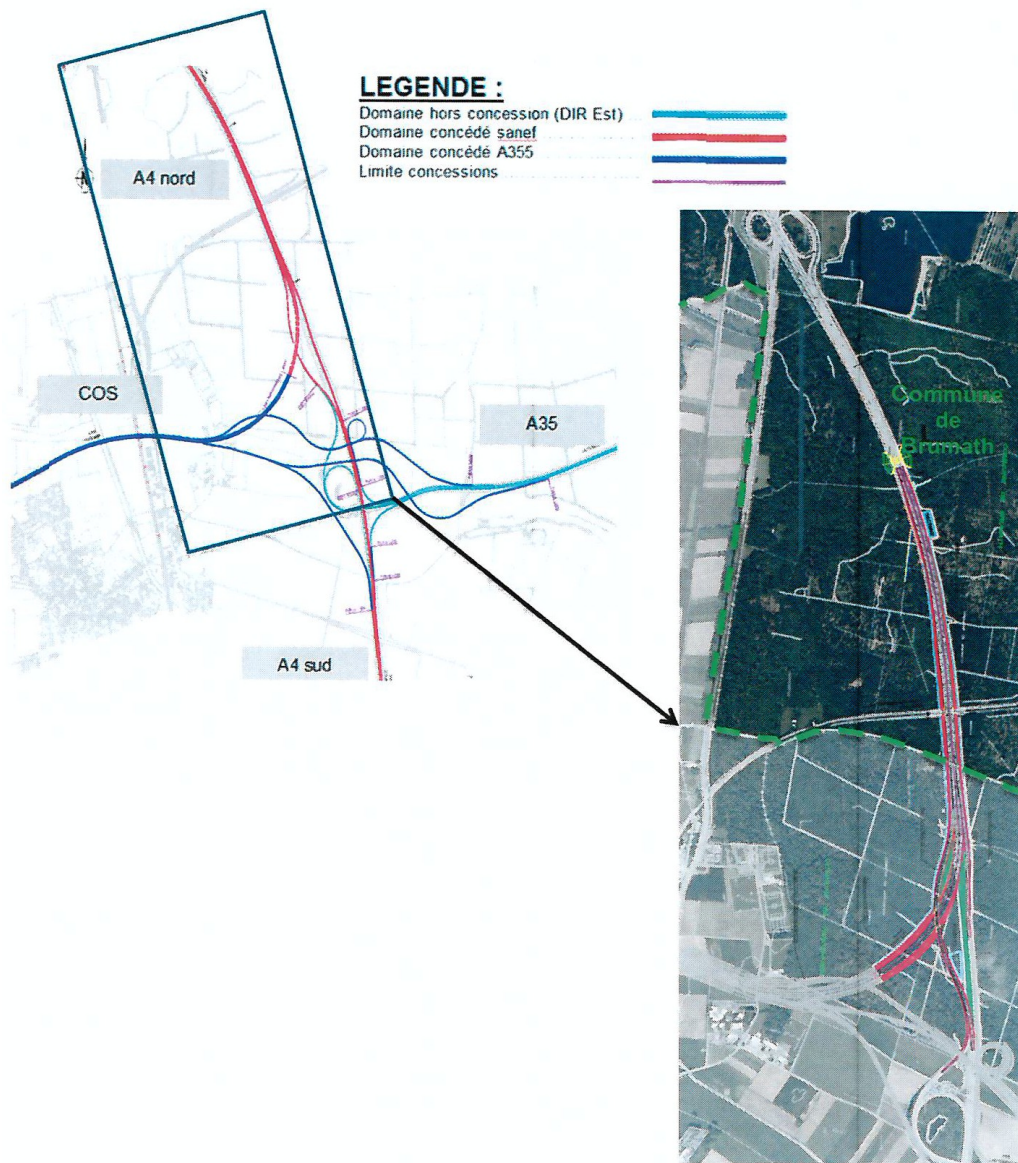 LEGENDE :
Domaine hors concession (DIR Est)
Domaine concédé sanef
Domaine concédé A355
Limite concessions
A4 nord
COS
A35
A4 sud
Commune
de
Brumath